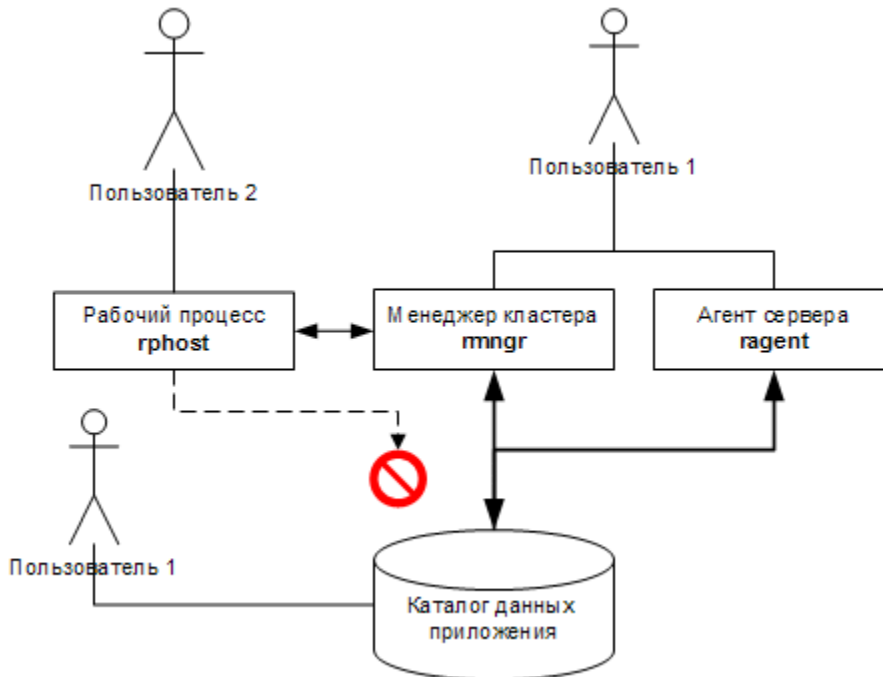 Пользователь 2
Пользователь 1
Рабочий процесс
rphost
Менеджер кластера
rmngr
Агент сервера
ragent
Пользователь 1
Каталог данных
приложения